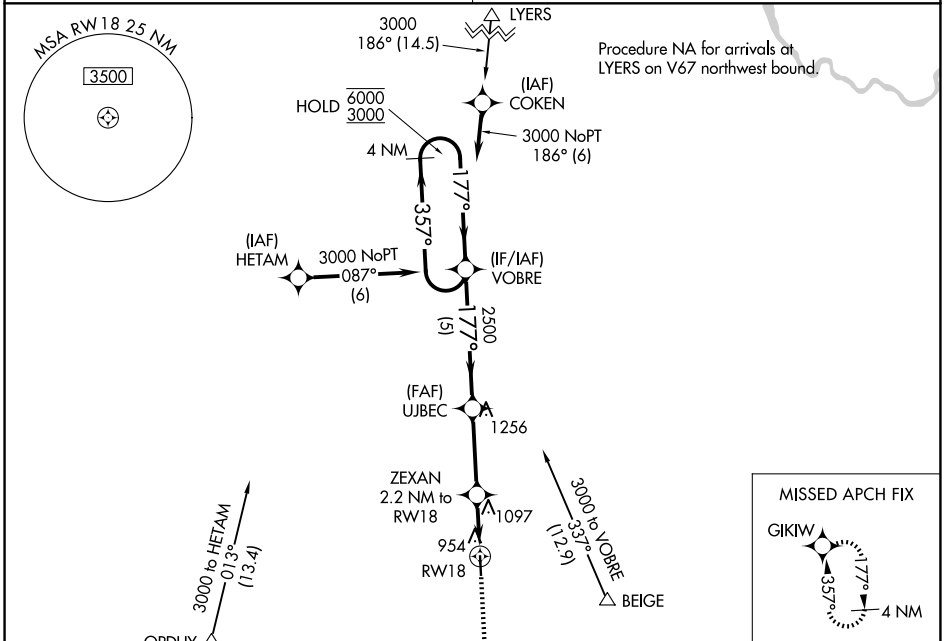 MSA RW18 25 NM
3500
LYERS
3000
186° (14.5)
Procedure NA for arrivals at
LYERS on V67 northwest bound.
(IAF)
COKEN
HOLD 6000
3000
4 NM
3000 NoPT
186° (6)
177°
357°
(IAF)
HETAM
3000 NoPT
087°
(6)
(IF/IAF)
VOBRE
2500
177°
(5)
(FAF)
UJBEC
1256
ZEXAN
2.2 NM to
RW18
1097
954
RW18
3000 to HETAM
013°
(13.4)
3000 to VOBRE
337°
(12.9)
BEIGE
MISSED APCH FIX
GIKIW
177°
357°
4 NM